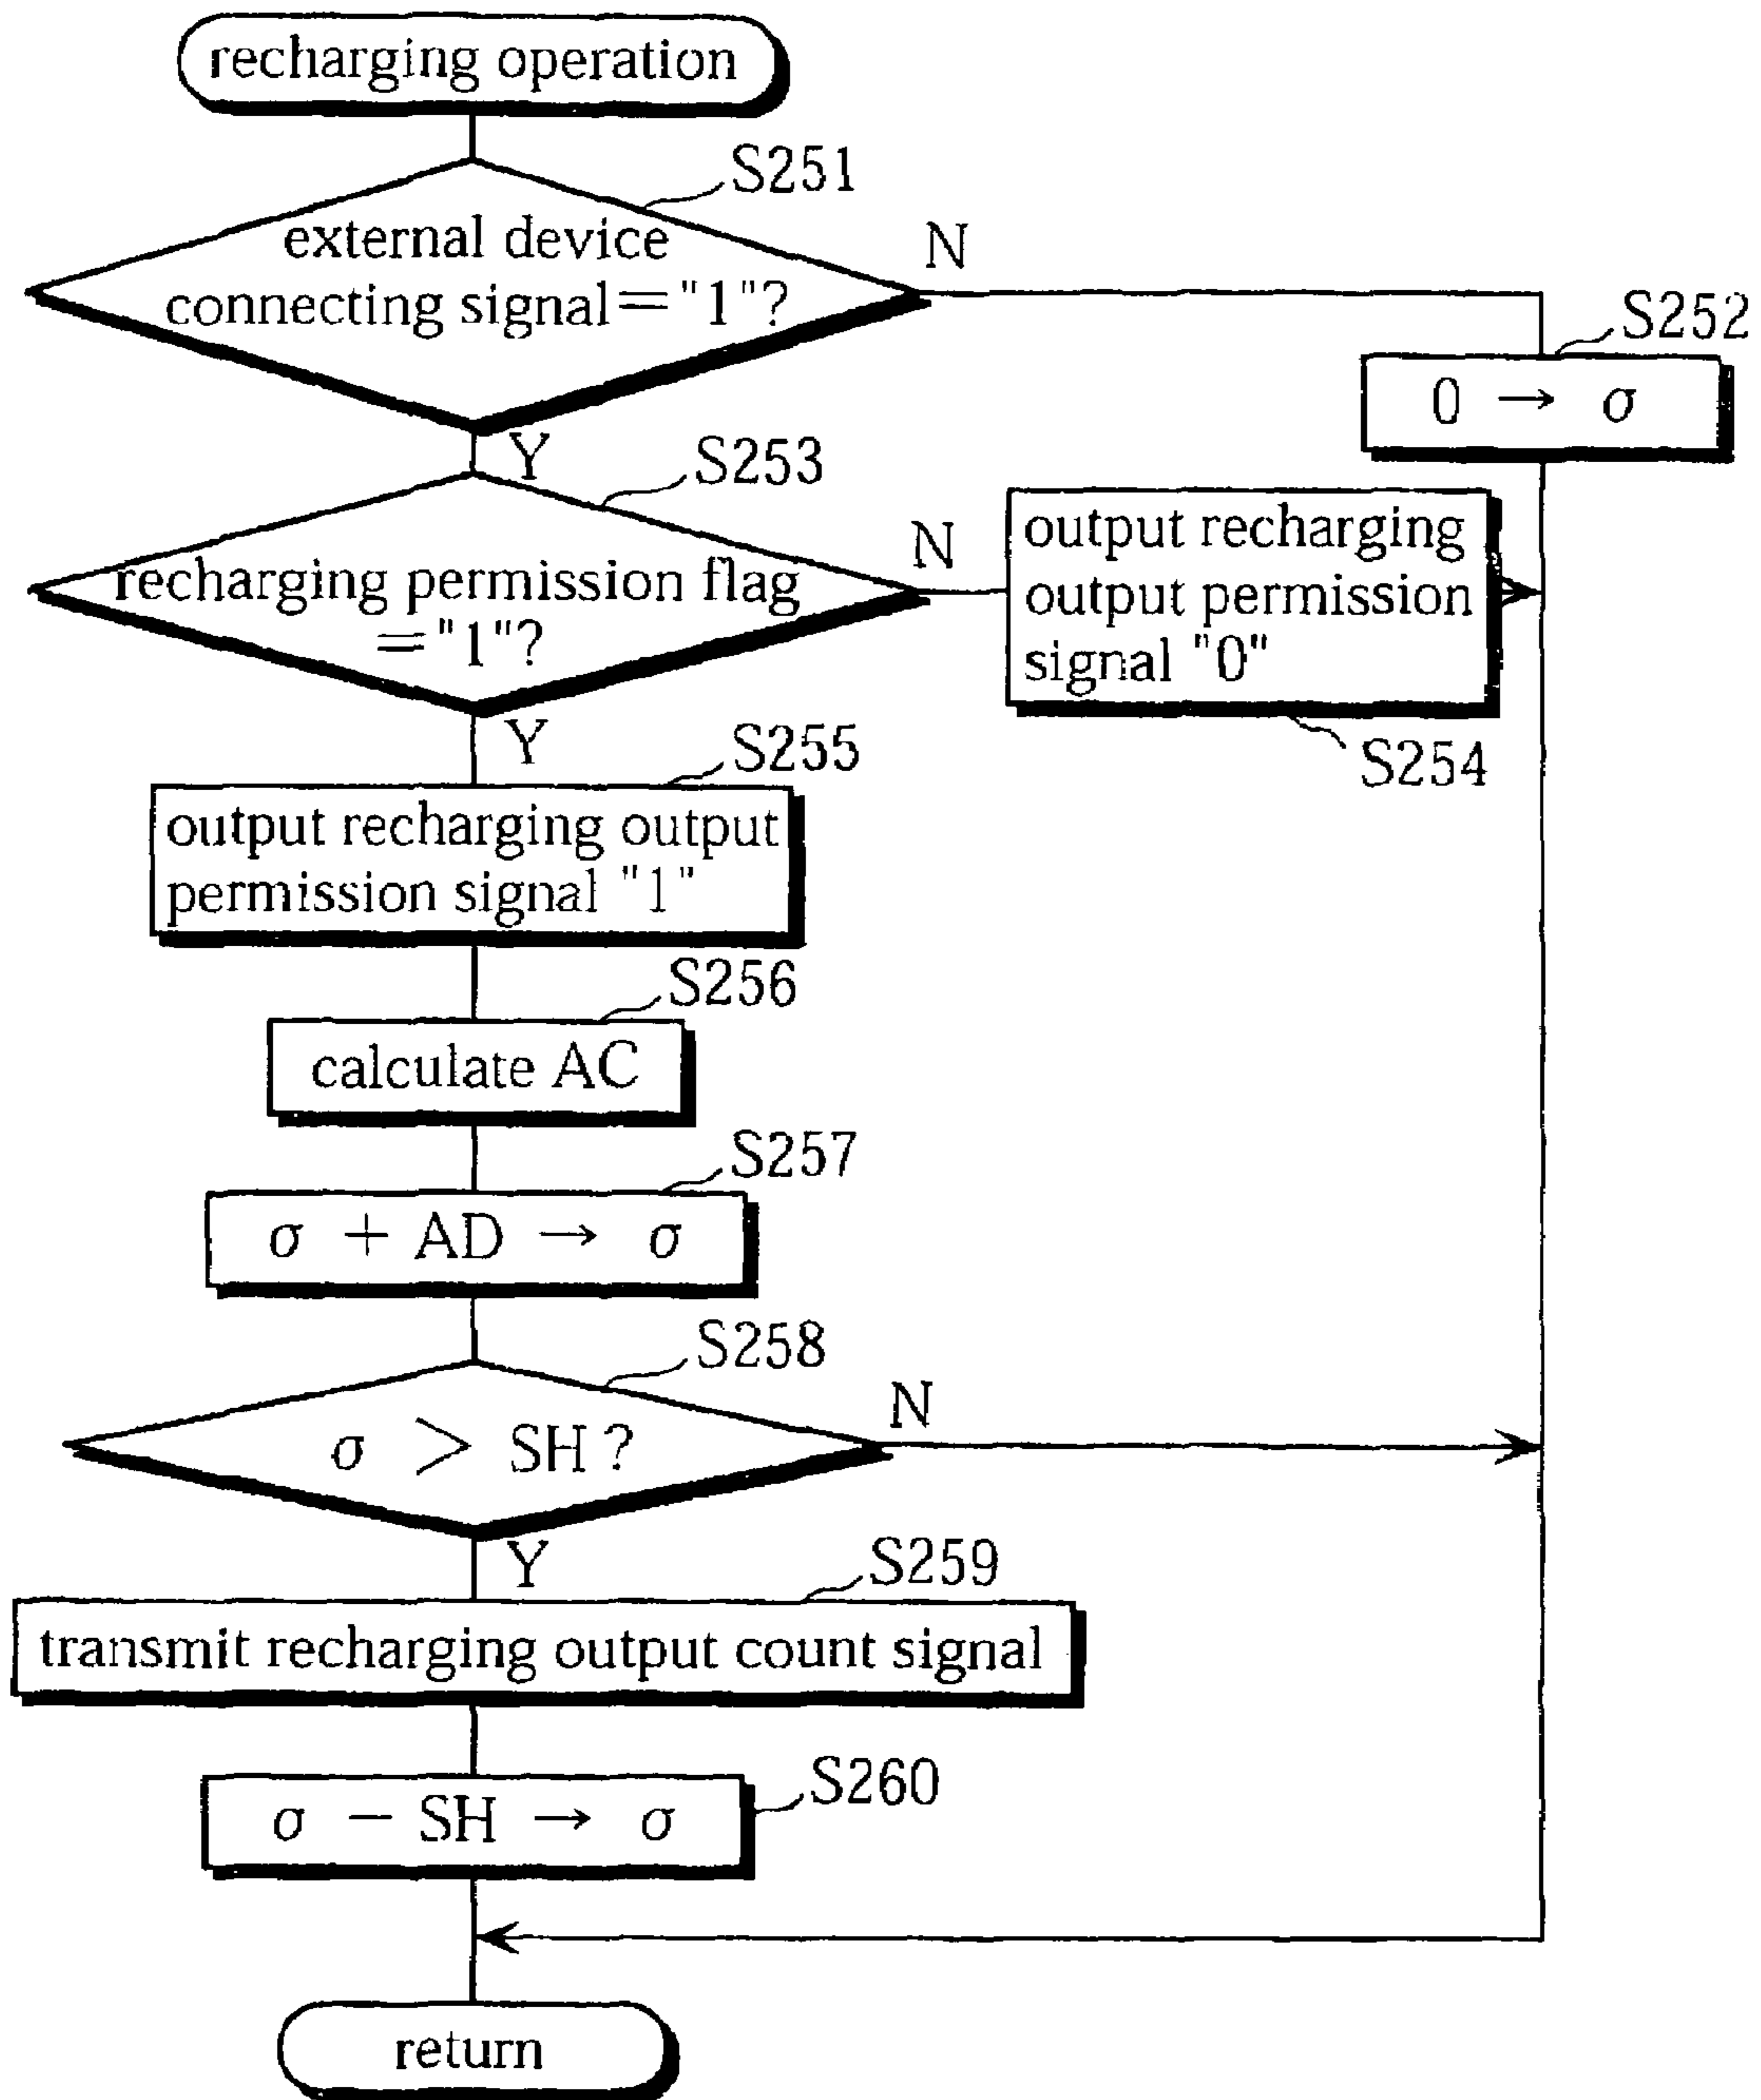 recharging operation
S251
external device
connecting signal="1"?
N
S252
0 → σ
Y
S253
recharging permission flag
="1"?
N
output recharging
output permission
signal "0"
S254
Y
S255
output recharging output
permission signal "1"
S256
calculate AC
S257
σ + AD → σ
S258
σ > SH?
N
Y
S259
transmit recharging output count signal
S260
σ − SH → σ
return